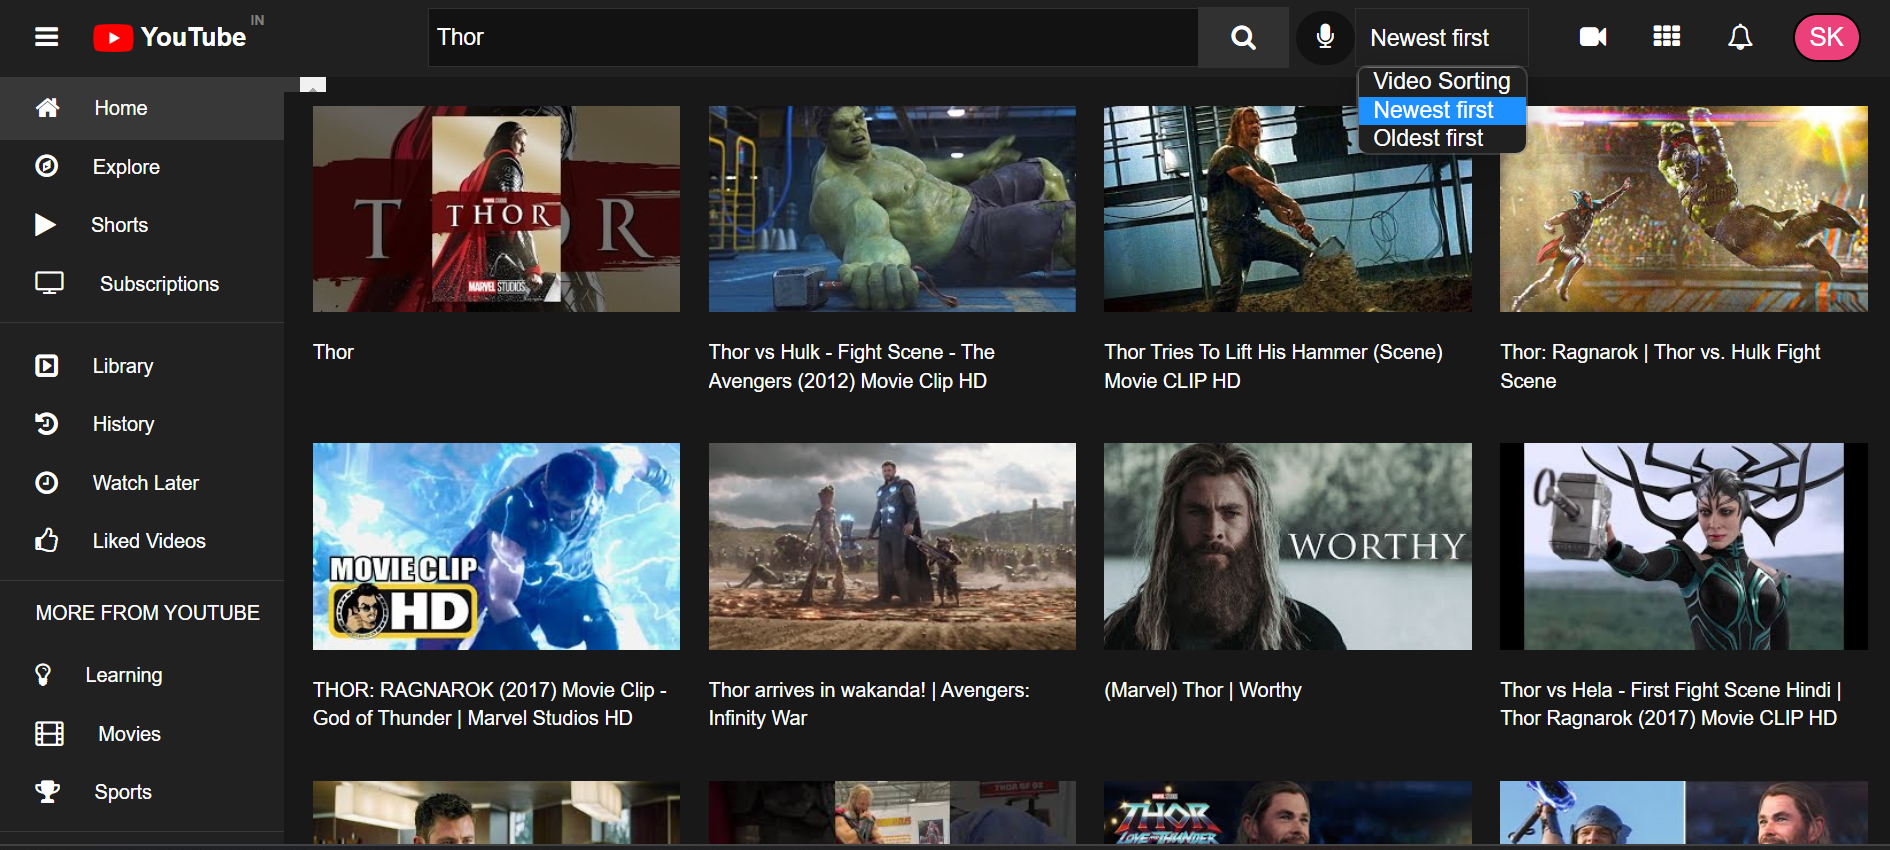 YouTube IN
Thor
Newest first
SK
Video Sorting
Newest first
Oldest first
Home
Explore
Shorts
Subscriptions
Library
History
Watch Later
Liked Videos
MORE FROM YOUTUBE
Learning
Movies
Sports
T
R
MARVEL STUDIOS
THOR
MARVEL STUDIOS
Thor
Thor vs Hulk - Fight Scene - The
Avengers (2012) Movie Clip HD
Thor Tries To Lift His Hammer (Scene)
Movie CLIP HD
Thor: Ragnarok | Thor vs. Hulk Fight
Scene
MOVIE CLIP
HD
WORTHY
THOR: RAGNAROK (2017) Movie Clip -
God of Thunder | Marvel Studios HD
Thor arrives in wakanda! | Avengers:
Infinity War
(Marvel) Thor | Worthy
Thor vs Hela - First Fight Scene Hindi |
Thor Ragnarok (2017) Movie CLIP HD
THOR
LOVE AND THUNDER